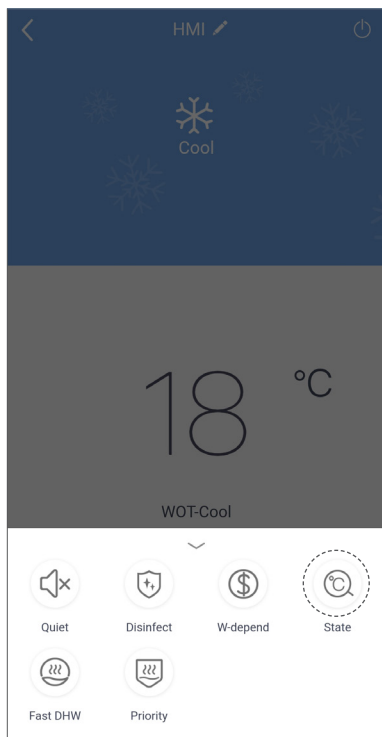 HMI
Cool
18 °C
WOT-Cool
Quiet Disinfect W-depend State
Fast DHW Priority